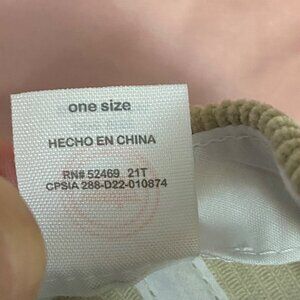 one size
HECHO EN CHINA
RN# 52469 21T
CPSIA 288-D22-010874